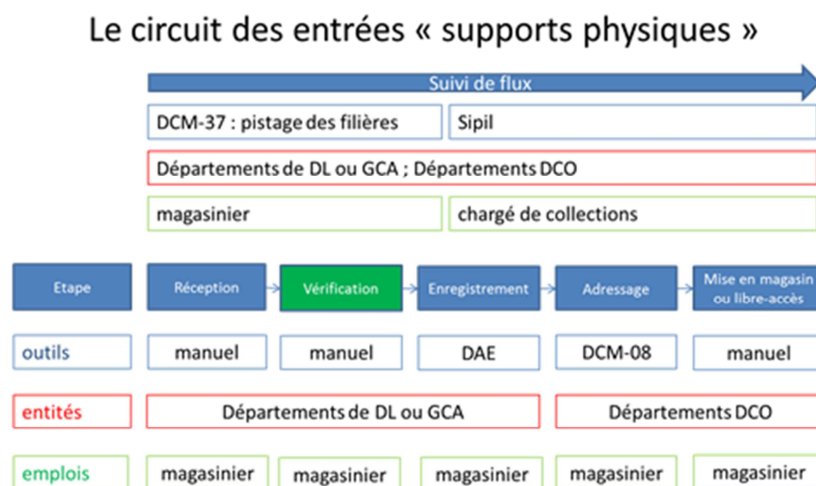 Le circuit des entrées « supports physiques »
Suivi de flux
DCM-37 : pistage des filières
Sipil
Départements de DL ou GCA ; Départements DCO
magasinier
chargé de collections
Etape
Réception
Vérification
Enregistrement
Adressage
Mise en magasin
ou libre-accès
outils
manuel
manuel
DAE
DCM-08
manuel
entités
Départements de DL ou GCA
Départements DCO
emplois
magasinier
magasinier
magasinier
magasinier
magasinier